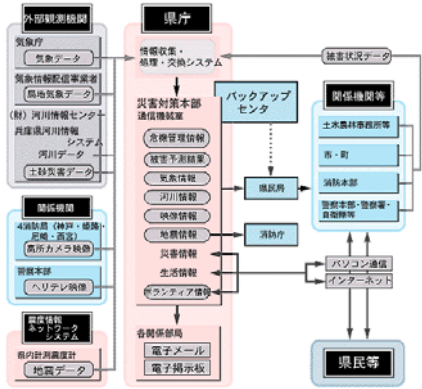 外部観測機関
気象庁
気象データ
気象情報配信事業者
局地気象データ
(財)河川情報センター
兵庫県河川情報
システム
河川データ
土砂災害データ
関係機関
4消防局(神戸・姫路・
尼崎・西宮)
高所カメラ映像
警察本部
ヘリテレ映像
震度情報
ネットワーク
システム
県内計測震度計
地震データ
県庁
情報収集・
処理・交換システム
災害対策本部
通信機械室
危機管理情報
被害予測結果
気象情報
河川情報
映像情報
地震情報
災害情報
生活情報
ボランティア情報
各関係部局
電子メール
電子掲示板
バックアップ
センタ
県民局
消防庁
被害状況データ
関係機関等
土木農林事務所等
市・町
消防本部
警察本部・警察署・
自衛隊等
パソコン通信
インターネット
県民等